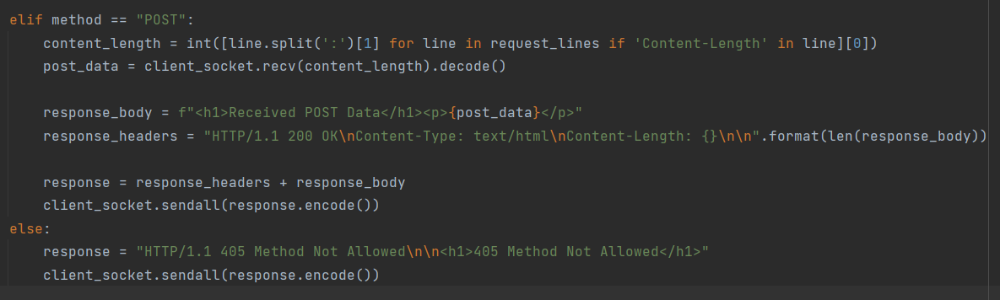 elif method == "POST":
    content_length = int([line.split(':')[1] for line in request_lines if 'Content-Length' in line][0])
    post_data = client_socket.recv(content_length).decode()

    response_body = f"<h1>Received POST Data</h1><p>{post_data}</p>"
    response_headers = "HTTP/1.1 200 OK\nContent-Type: text/html\nContent-Length: {}\n\n".format(len(response_body))

    response = response_headers + response_body
    client_socket.sendall(response.encode())
else:
    response = "HTTP/1.1 405 Method Not Allowed\n\n<h1>405 Method Not Allowed</h1>"
    client_socket.sendall(response.encode())